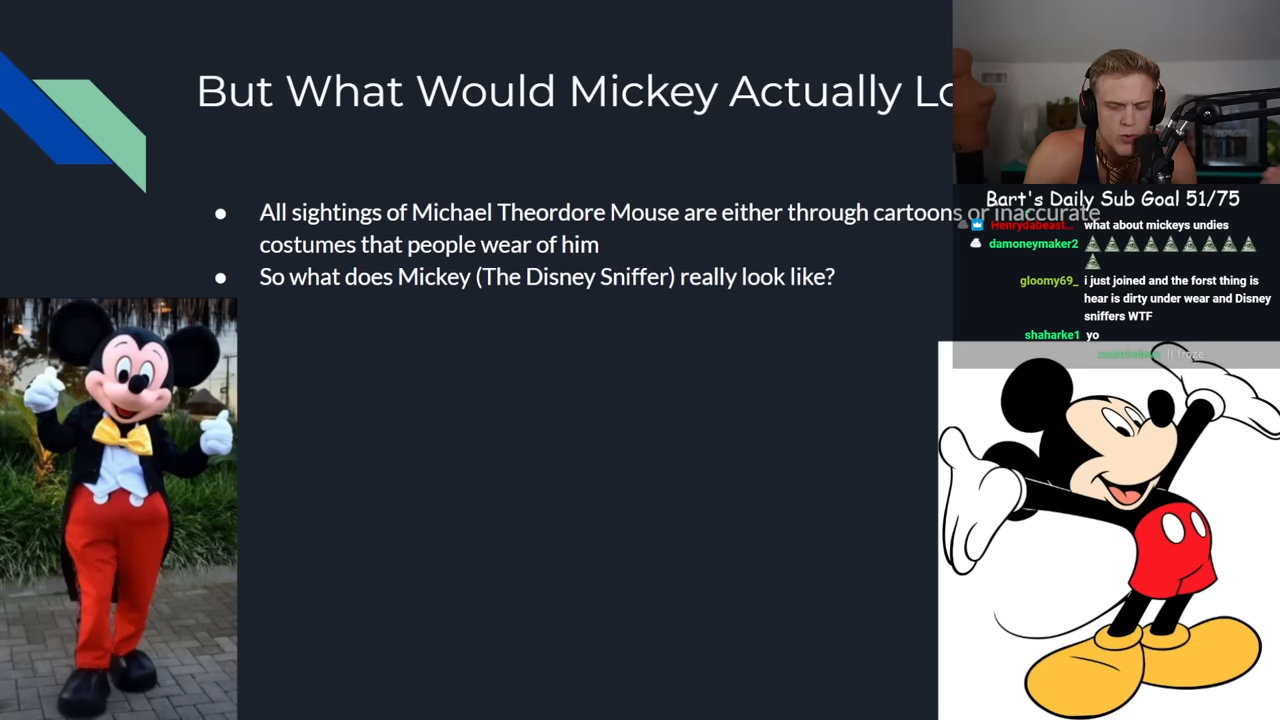 But What Would Mickey Actually Lo
● All sightings of Michael Theordore Mouse are either through cartoons or inaccurate
costumes that people wear of him
● So what does Mickey (The Disney Sniffer) really look like?
Bart's Daily Sub Goal 51/75
Henrydabeast... what about mickeys undies
damoneymaker2
gloomy69_ i just joined and the forst thing is
hear is dirty under wear and Disney
sniffers WTF
shaharke1 yo
froze